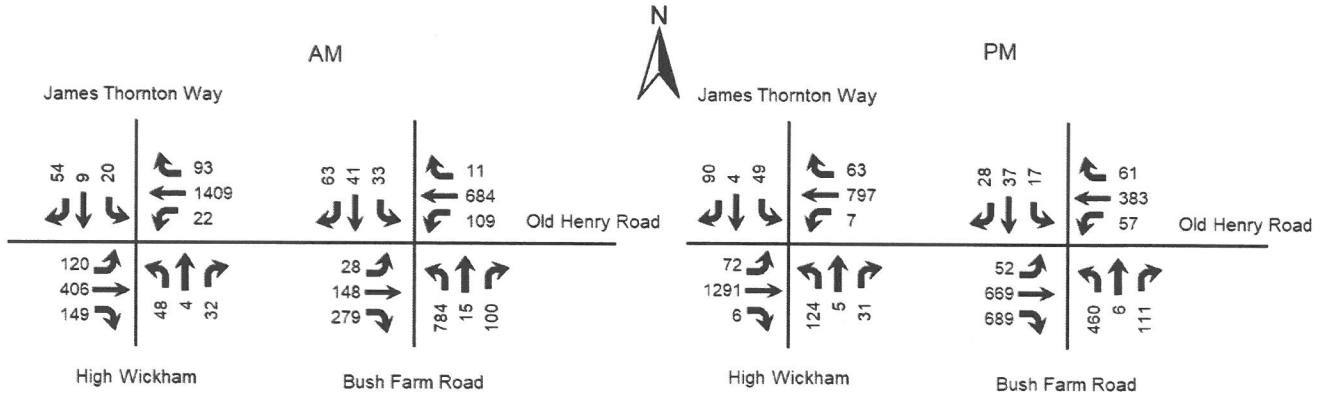 N
AM
PM
James Thornton Way
54 9 20
93
1409
22
63 41 33
11
684
109
Old Henry Road
120
406
149
48 4 32
28
148
279
784 15 100
High Wickham
Bush Farm Road
James Thornton Way
90 4 49
63
797
7
28 37 17
61
383
57
Old Henry Road
72
1291
6
124 5 31
52
669
689
460 6 111
High Wickham
Bush Farm Road